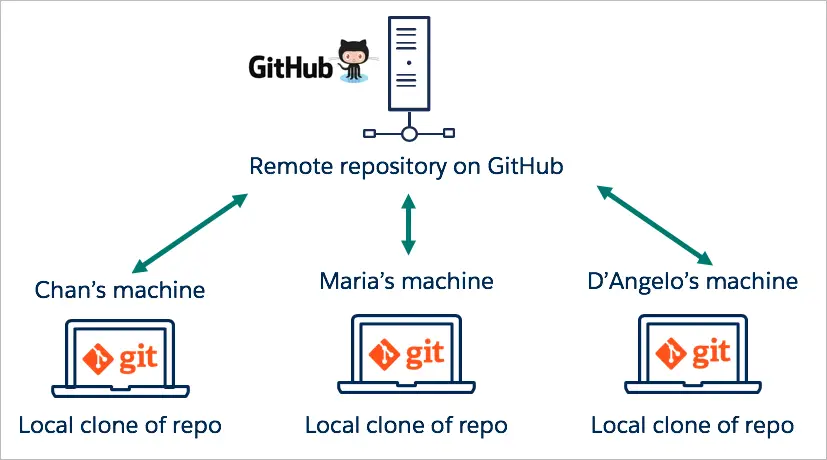 GitHub
Remote repository on GitHub
Chan’s machine
Maria’s machine
D’Angelo’s machine
git
git
git
Local clone of repo
Local clone of repo
Local clone of repo